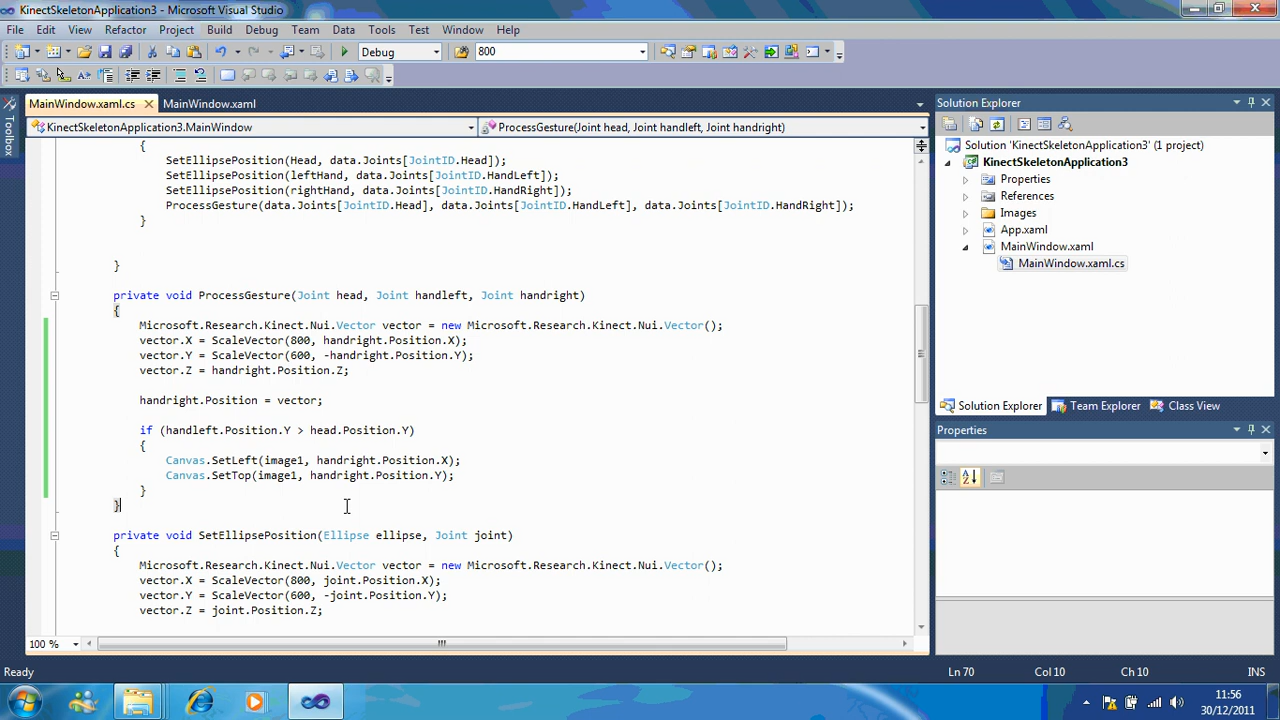 KinectSkeletonApplication3 - Microsoft Visual Studio
File Edit View Refactor Project Build Debug Team Data Tools Test Window Help
Debug 800
MainWindow.xaml.cs MainWindow.xaml
KinectSkeletonApplication3.MainWindow ProcessGesture(Joint head, Joint handleft, Joint handright)
{
SetEllipsePosition(Head, data.Joints[JointID.Head]);
SetEllipsePosition(leftHand, data.Joints[JointID.HandLeft]);
SetEllipsePosition(rightHand, data.Joints[JointID.HandRight]);
ProcessGesture(data.Joints[JointID.Head], data.Joints[JointID.HandLeft], data.Joints[JointID.HandRight]);
}
}
private void ProcessGesture(Joint head, Joint handleft, Joint handright)
{
Microsoft.Research.Kinect.Nui.Vector vector = new Microsoft.Research.Kinect.Nui.Vector();
vector.X = ScaleVector(800, handright.Position.X);
vector.Y = ScaleVector(600, -handright.Position.Y);
vector.Z = handright.Position.Z;
handright.Position = vector;
if (handleft.Position.Y > head.Position.Y)
{
Canvas.SetLeft(image1, handright.Position.X);
Canvas.SetTop(image1, handright.Position.Y);
}
}
private void SetEllipsePosition(Ellipse ellipse, Joint joint)
{
Microsoft.Research.Kinect.Nui.Vector vector = new Microsoft.Research.Kinect.Nui.Vector();
vector.X = ScaleVector(800, joint.Position.X);
vector.Y = ScaleVector(600, -joint.Position.Y);
vector.Z = joint.Position.Z;
100 %
Toolbox
Solution Explorer
Solution 'KinectSkeletonApplication3' (1 project)
KinectSkeletonApplication3
Properties
References
Images
App.xaml
MainWindow.xaml
MainWindow.xaml.cs
Solution Explorer Team Explorer Class View
Properties
Ready Ln 70 Col 10 Ch 10 INS
11:56
30/12/2011